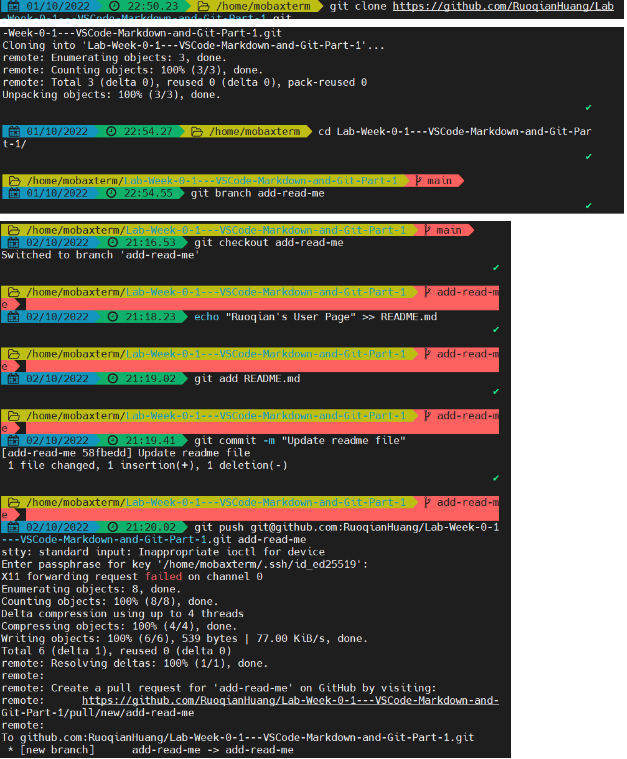 01/10/2022 22:50.23 /home/mobaxterm git clone https://github.com/RuoqianHuang/Lab
-Week-0-1---VSCode-Markdown-and-Git-Part-1.git
-Week-0-1---VSCode-Markdown-and-Git-Part-1.git
Cloning into 'Lab-Week-0-1---VSCode-Markdown-and-Git-Part-1'...
remote: Enumerating objects: 3, done.
remote: Counting objects: 100% (3/3), done.
remote: Total 3 (delta 0), reused 0 (delta 0), pack-reused 0
Unpacking objects: 100% (3/3), done.
✔
01/10/2022 22:54.27 /home/mobaxterm cd Lab-Week-0-1---VSCode-Markdown-and-Git-Par
t-1/
✔
/home/mobaxterm/Lab-Week-0-1---VSCode-Markdown-and-Git-Part-1 main
01/10/2022 22:54.55 git branch add-read-me
✔
/home/mobaxterm/Lab-Week-0-1---VSCode-Markdown-and-Git-Part-1 main
02/10/2022 21:16.53 git checkout add-read-me
Switched to branch 'add-read-me'
✔
/home/mobaxterm/Lab-Week-0-1---VSCode-Markdown-and-Git-Part-1 add-read-m
e
02/10/2022 21:18.23 echo "Ruoqian's User Page" >> README.md
✔
/home/mobaxterm/Lab-Week-0-1---VSCode-Markdown-and-Git-Part-1 add-read-m
e
02/10/2022 21:19.02 git add README.md
✔
/home/mobaxterm/Lab-Week-0-1---VSCode-Markdown-and-Git-Part-1 add-read-m
e
02/10/2022 21:19.41 git commit -m "Update readme file"
[add-read-me 58fbedd] Update readme file
1 file changed, 1 insertion(+), 1 deletion(-)
✔
/home/mobaxterm/Lab-Week-0-1---VSCode-Markdown-and-Git-Part-1 add-read-m
e
02/10/2022 21:20.02 git push git@github.com:RuoqianHuang/Lab-Week-0-1
---VSCode-Markdown-and-Git-Part-1.git add-read-me
stty: standard input: Inappropriate ioctl for device
Enter passphrase for key '/home/mobaxterm/.ssh/id_ed25519':
X11 forwarding request failed on channel 0
Enumerating objects: 8, done.
Counting objects: 100% (8/8), done.
Delta compression using up to 4 threads
Compressing objects: 100% (4/4), done.
Writing objects: 100% (6/6), 539 bytes | 77.00 KiB/s, done.
Total 6 (delta 1), reused 0 (delta 0)
remote: Resolving deltas: 100% (1/1), done.
remote:
remote: Create a pull request for 'add-read-me' on GitHub by visiting:
remote: https://github.com/RuoqianHuang/Lab-Week-0-1---VSCode-Markdown-and-
Git-Part-1/pull/new/add-read-me
remote:
To github.com:RuoqianHuang/Lab-Week-0-1---VSCode-Markdown-and-Git-Part-1.git
* [new branch] add-read-me -> add-read-me